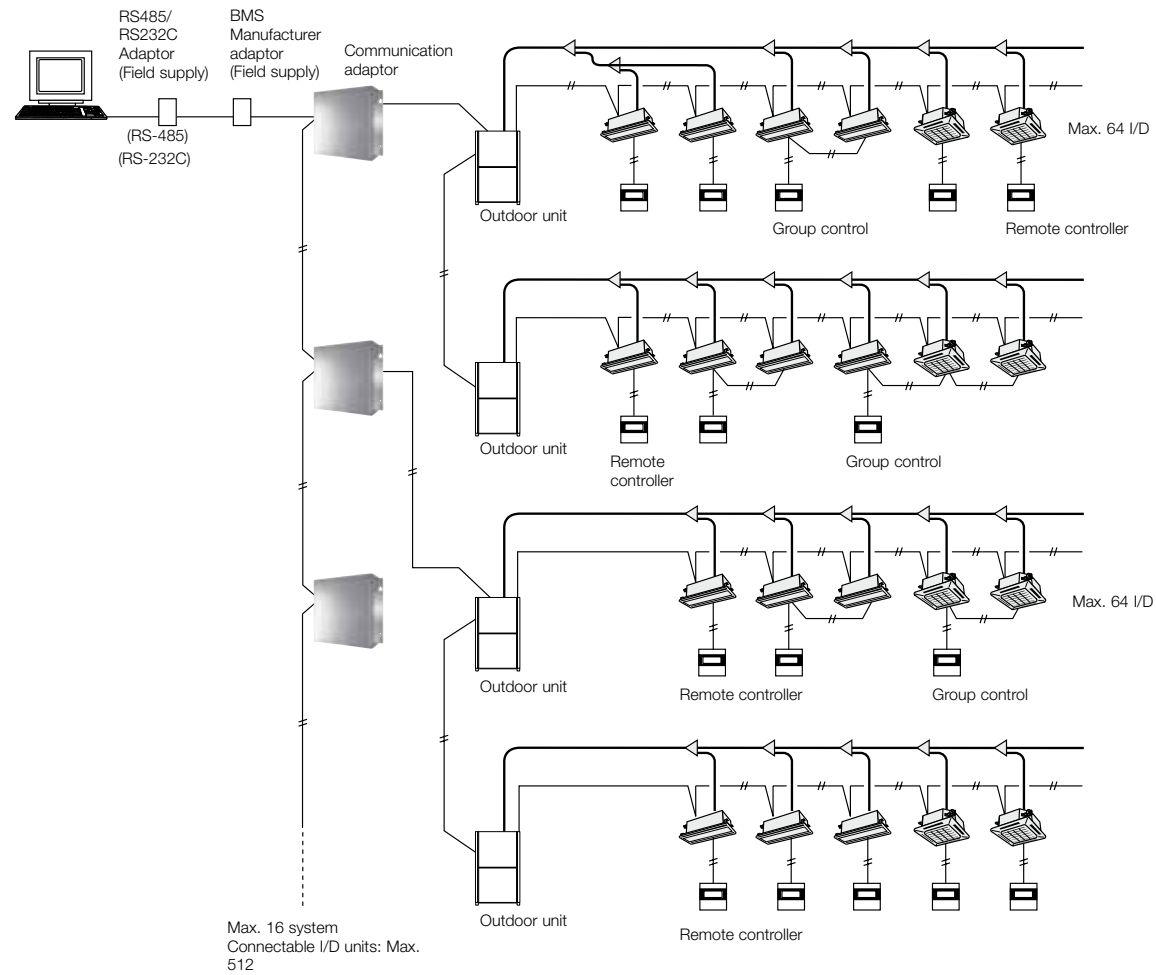 RS485/
RS232C
Adaptor
(Field supply)
BMS
Manufacturer
adaptor
(Field supply)
Communication
adaptor
(RS-485)
(RS-232C)
Max. 64 I/D
Outdoor unit
Group control
Remote controller
Outdoor unit
Remote
controller
Group control
Max. 64 I/D
Outdoor unit
Remote controller
Group control
Outdoor unit
Remote controller
Max. 16 system
Connectable I/D units: Max.
512